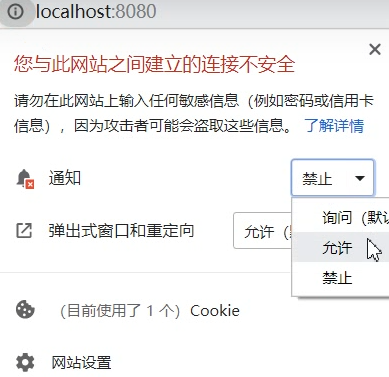 localhost:8080
您与此网站之间建立的连接不安全
请勿在此网站上输入任何敏感信息（例如密码或信用卡
信息），因为攻击者可能会盗取这些信息。 了解详情
通知
禁止
询问（默
弹出式窗口和重定向
允许（
允许
禁止
（目前使用了 1 个）Cookie
网站设置